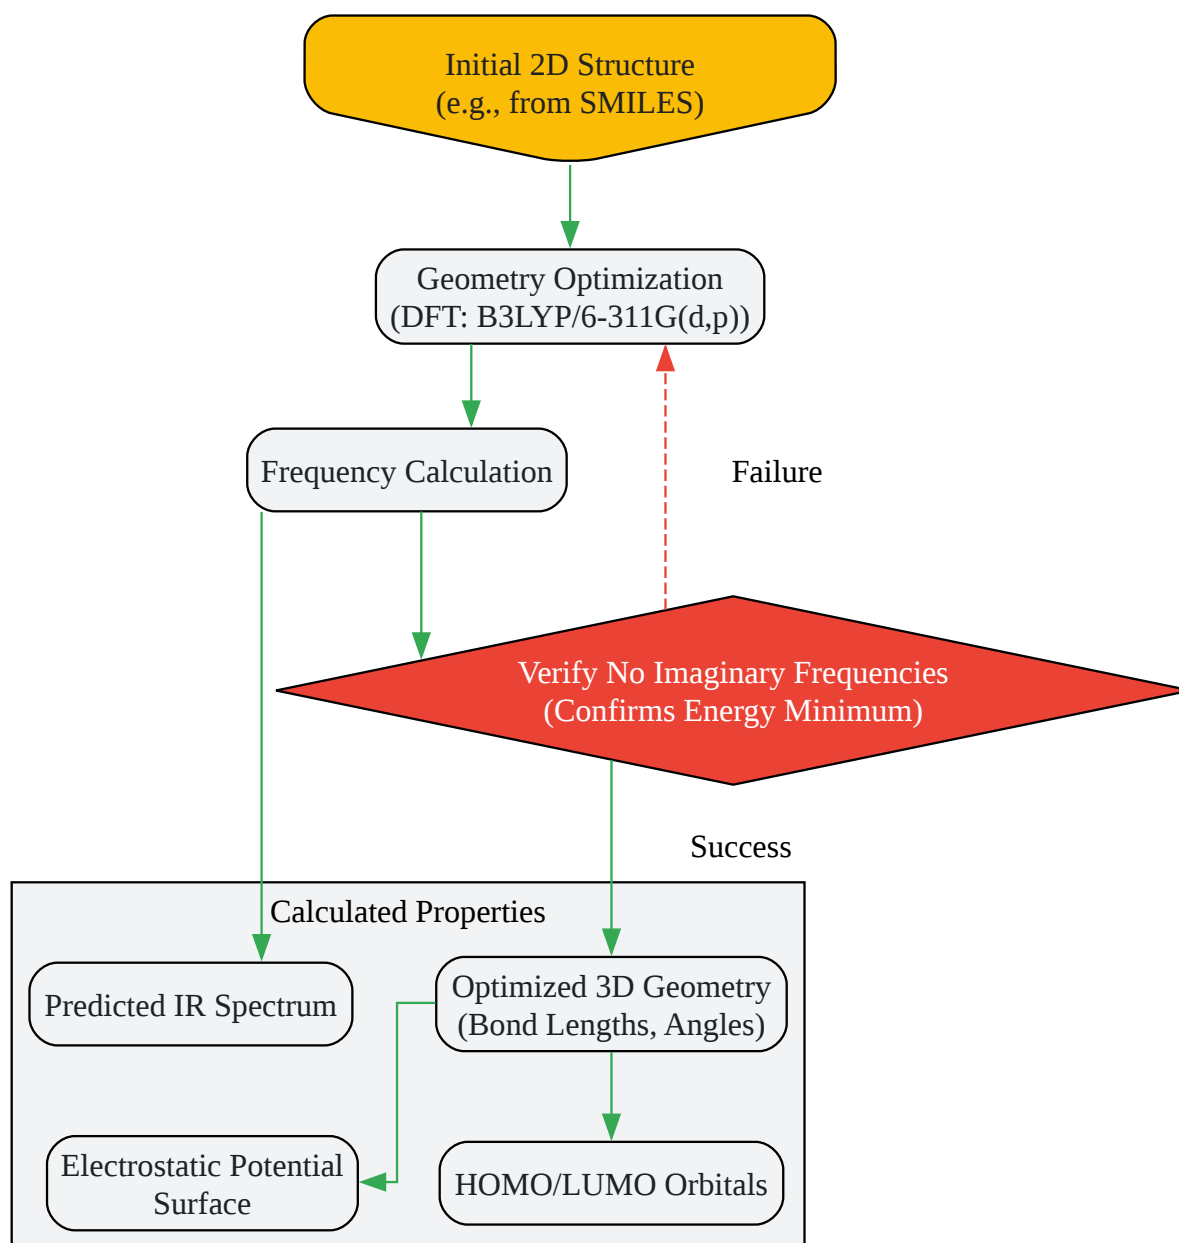 Initial 2D Structure
(e.g., from SMILES)
Geometry Optimization
(DFT: B3LYP/6-311G(d,p))
Frequency Calculation
Failure
Verify No Imaginary Frequencies
(Confirms Energy Minimum)
Success
Calculated Properties
Predicted IR Spectrum
Optimized 3D Geometry
(Bond Lengths, Angles)
Electrostatic Potential
Surface
HOMO/LUMO Orbitals